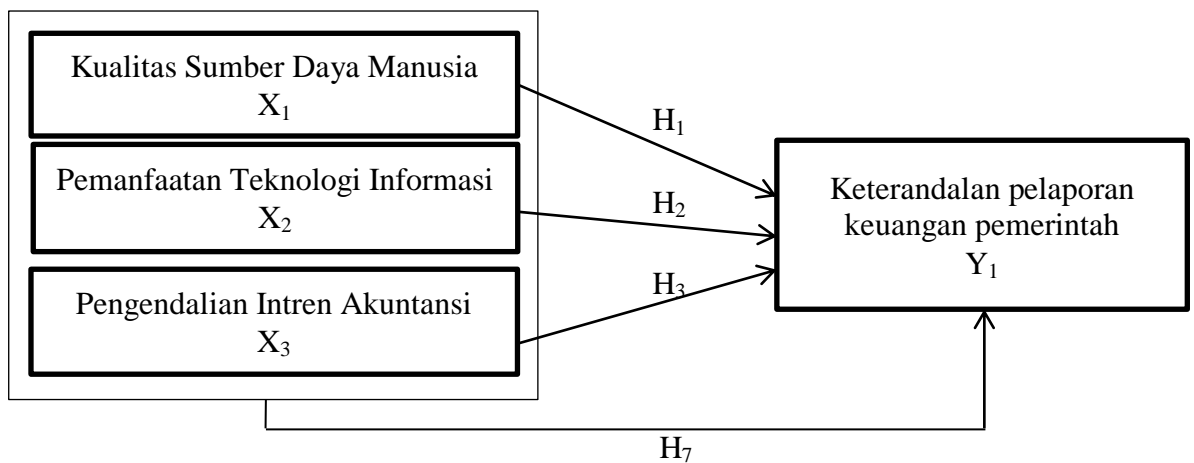 Kualitas Sumber Daya Manusia
X₁
H₁
Pemanfaatan Teknologi Informasi
X₂
H₂
Keterandalan pelaporan
keuangan pemerintah
Y₁
Pengendalian Intren Akuntansi
X₃
H₃
H₇